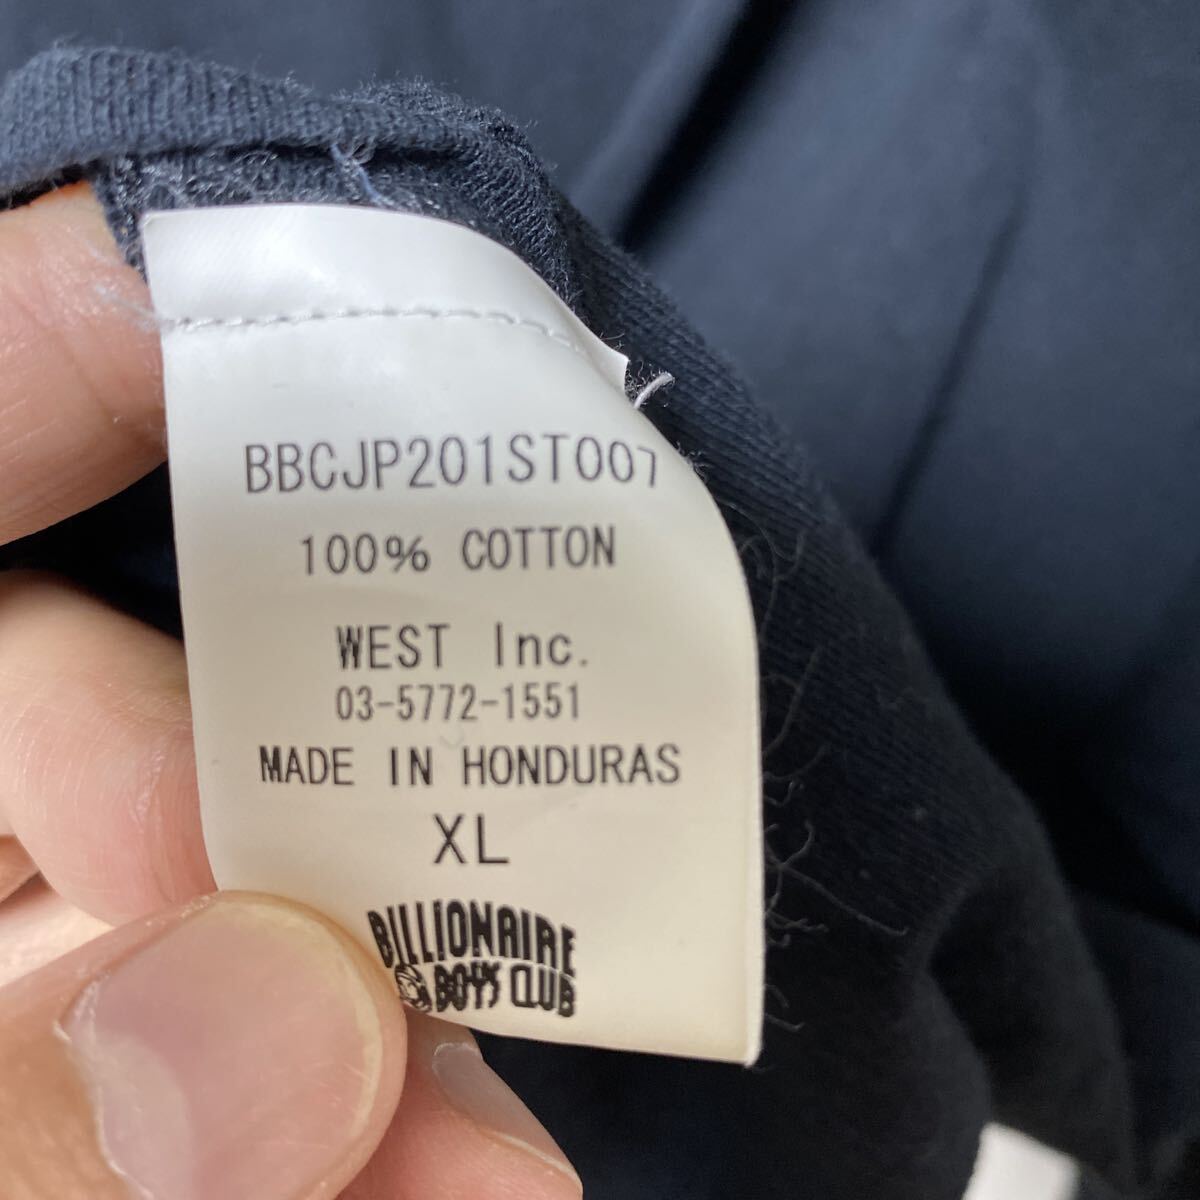 BBCJP201ST007
100% COTTON
WEST Inc.
03-5772-1551
MADE IN HONDURAS
XL
BILLIONAIRE
BOYS CLUB